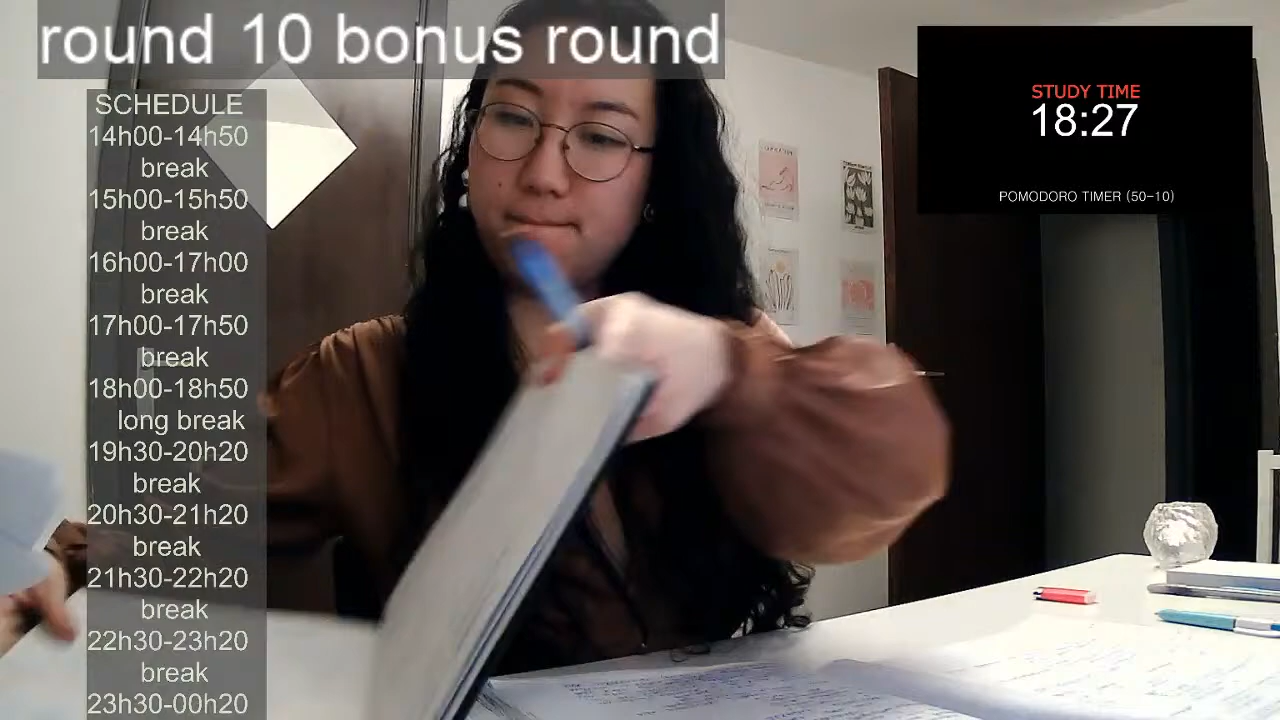 round 10 bonus round
SCHEDULE
14h00-14h50
break
15h00-15h50
break
16h00-17h00
break
17h00-17h50
break
18h00-18h50
long break
19h30-20h20
break
20h30-21h20
break
21h30-22h20
break
22h30-23h20
break
23h30-00h20
STUDY TIME
18:27
POMODORO TIMER (50-10)